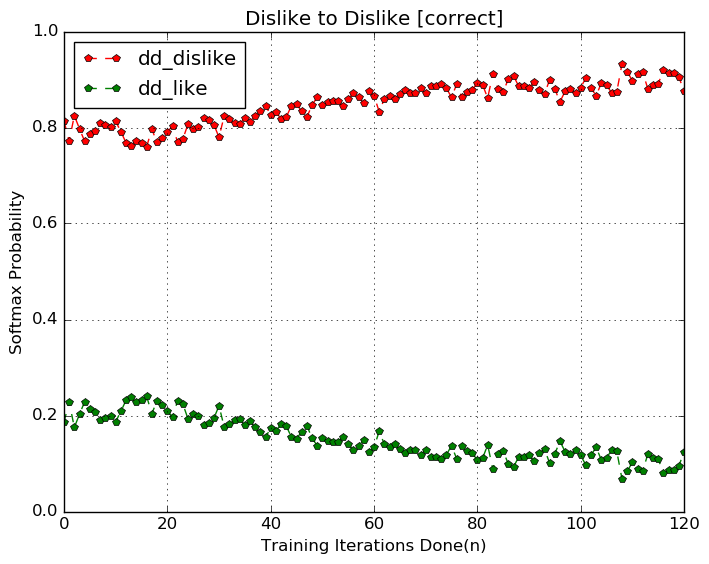 Dislike to Dislike [correct]
1.0
dd_dislike
dd_like
0.8
0.6
0.4
0.2
0.0
Softmax Probability
0 20 40 60 80 100 120
Training Iterations Done(n)